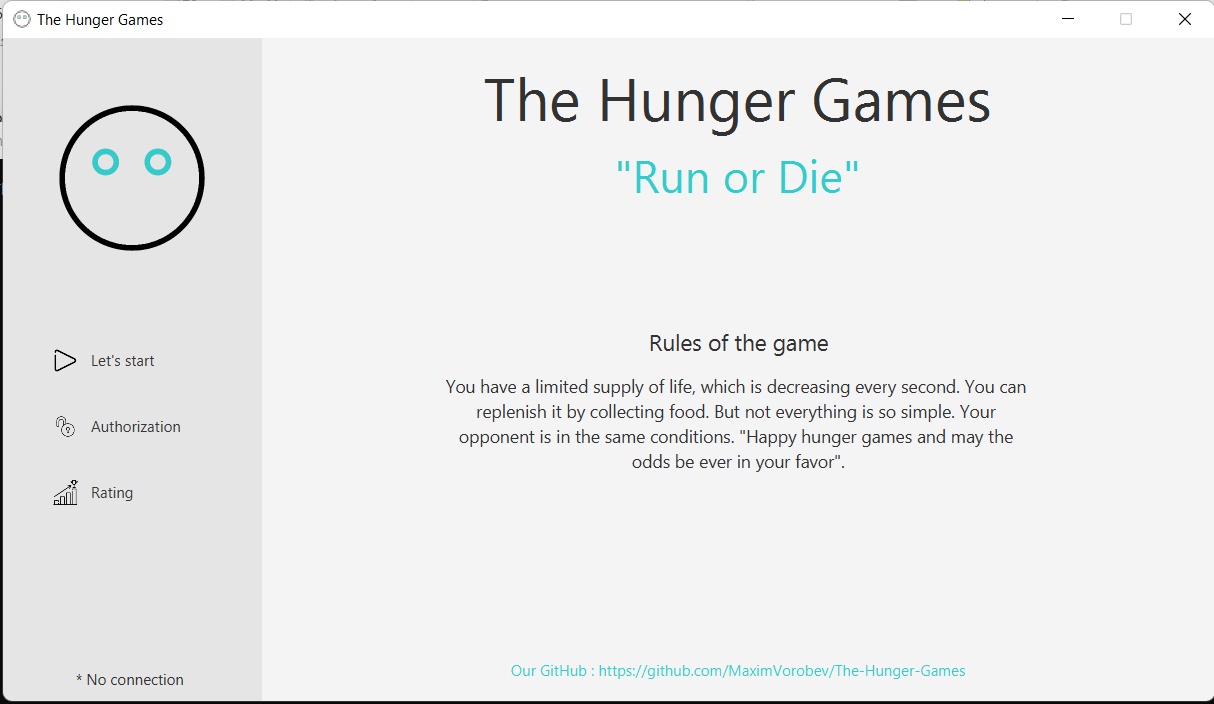 The Hunger Games
The Hunger Games
"Run or Die"
Let's start
Authorization
Rating
* No connection
Rules of the game
You have a limited supply of life, which is decreasing every second. You can
replenish it by collecting food. But not everything is so simple. Your
opponent is in the same conditions. "Happy hunger games and may the
odds be ever in your favor".
Our GitHub : https://github.com/MaximVorobev/The-Hunger-Games